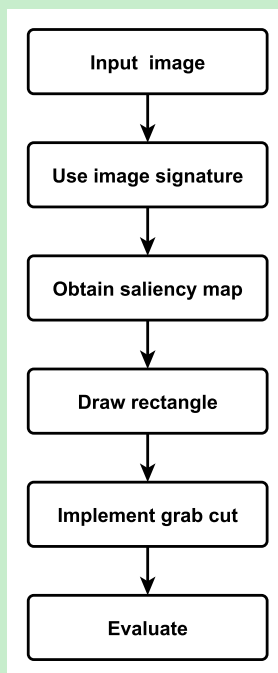 Input image
Use image signature
Obtain saliency map
Draw rectangle
Implement grab cut
Evaluate